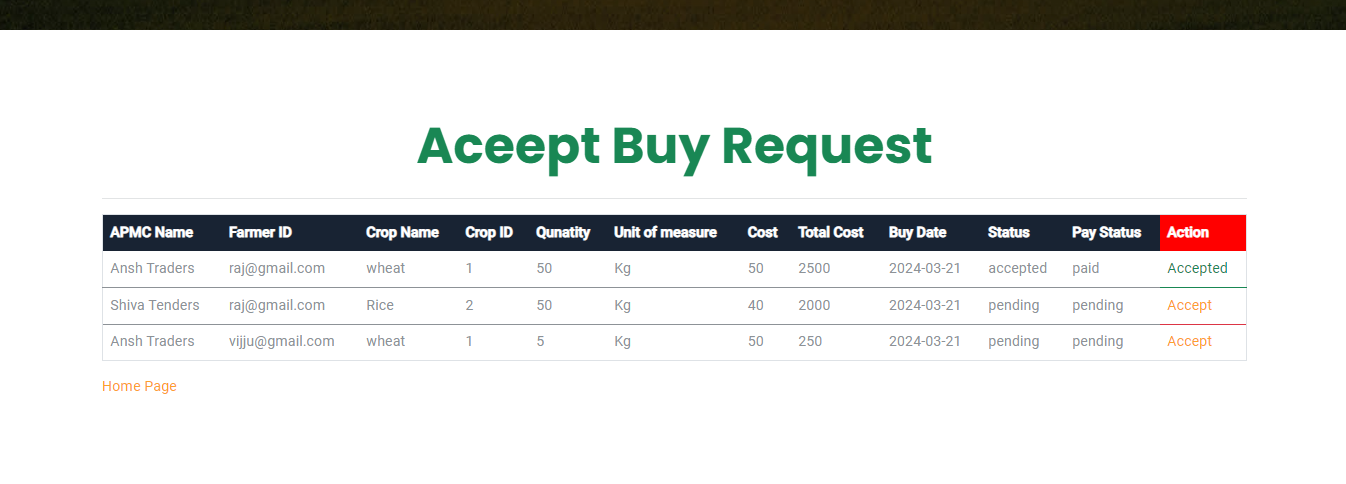 Aceept Buy Request
APMC Name Farmer ID Crop Name Crop ID Qunatity Unit of measure Cost Total Cost Buy Date Status Pay Status Action
Ansh Traders raj@gmail.com wheat 1 50 Kg 50 2500 2024-03-21 accepted paid Accepted
Shiva Tenders raj@gmail.com Rice 2 50 Kg 40 2000 2024-03-21 pending pending Accept
Ansh Traders vijju@gmail.com wheat 1 5 Kg 50 250 2024-03-21 pending pending Accept
Home Page